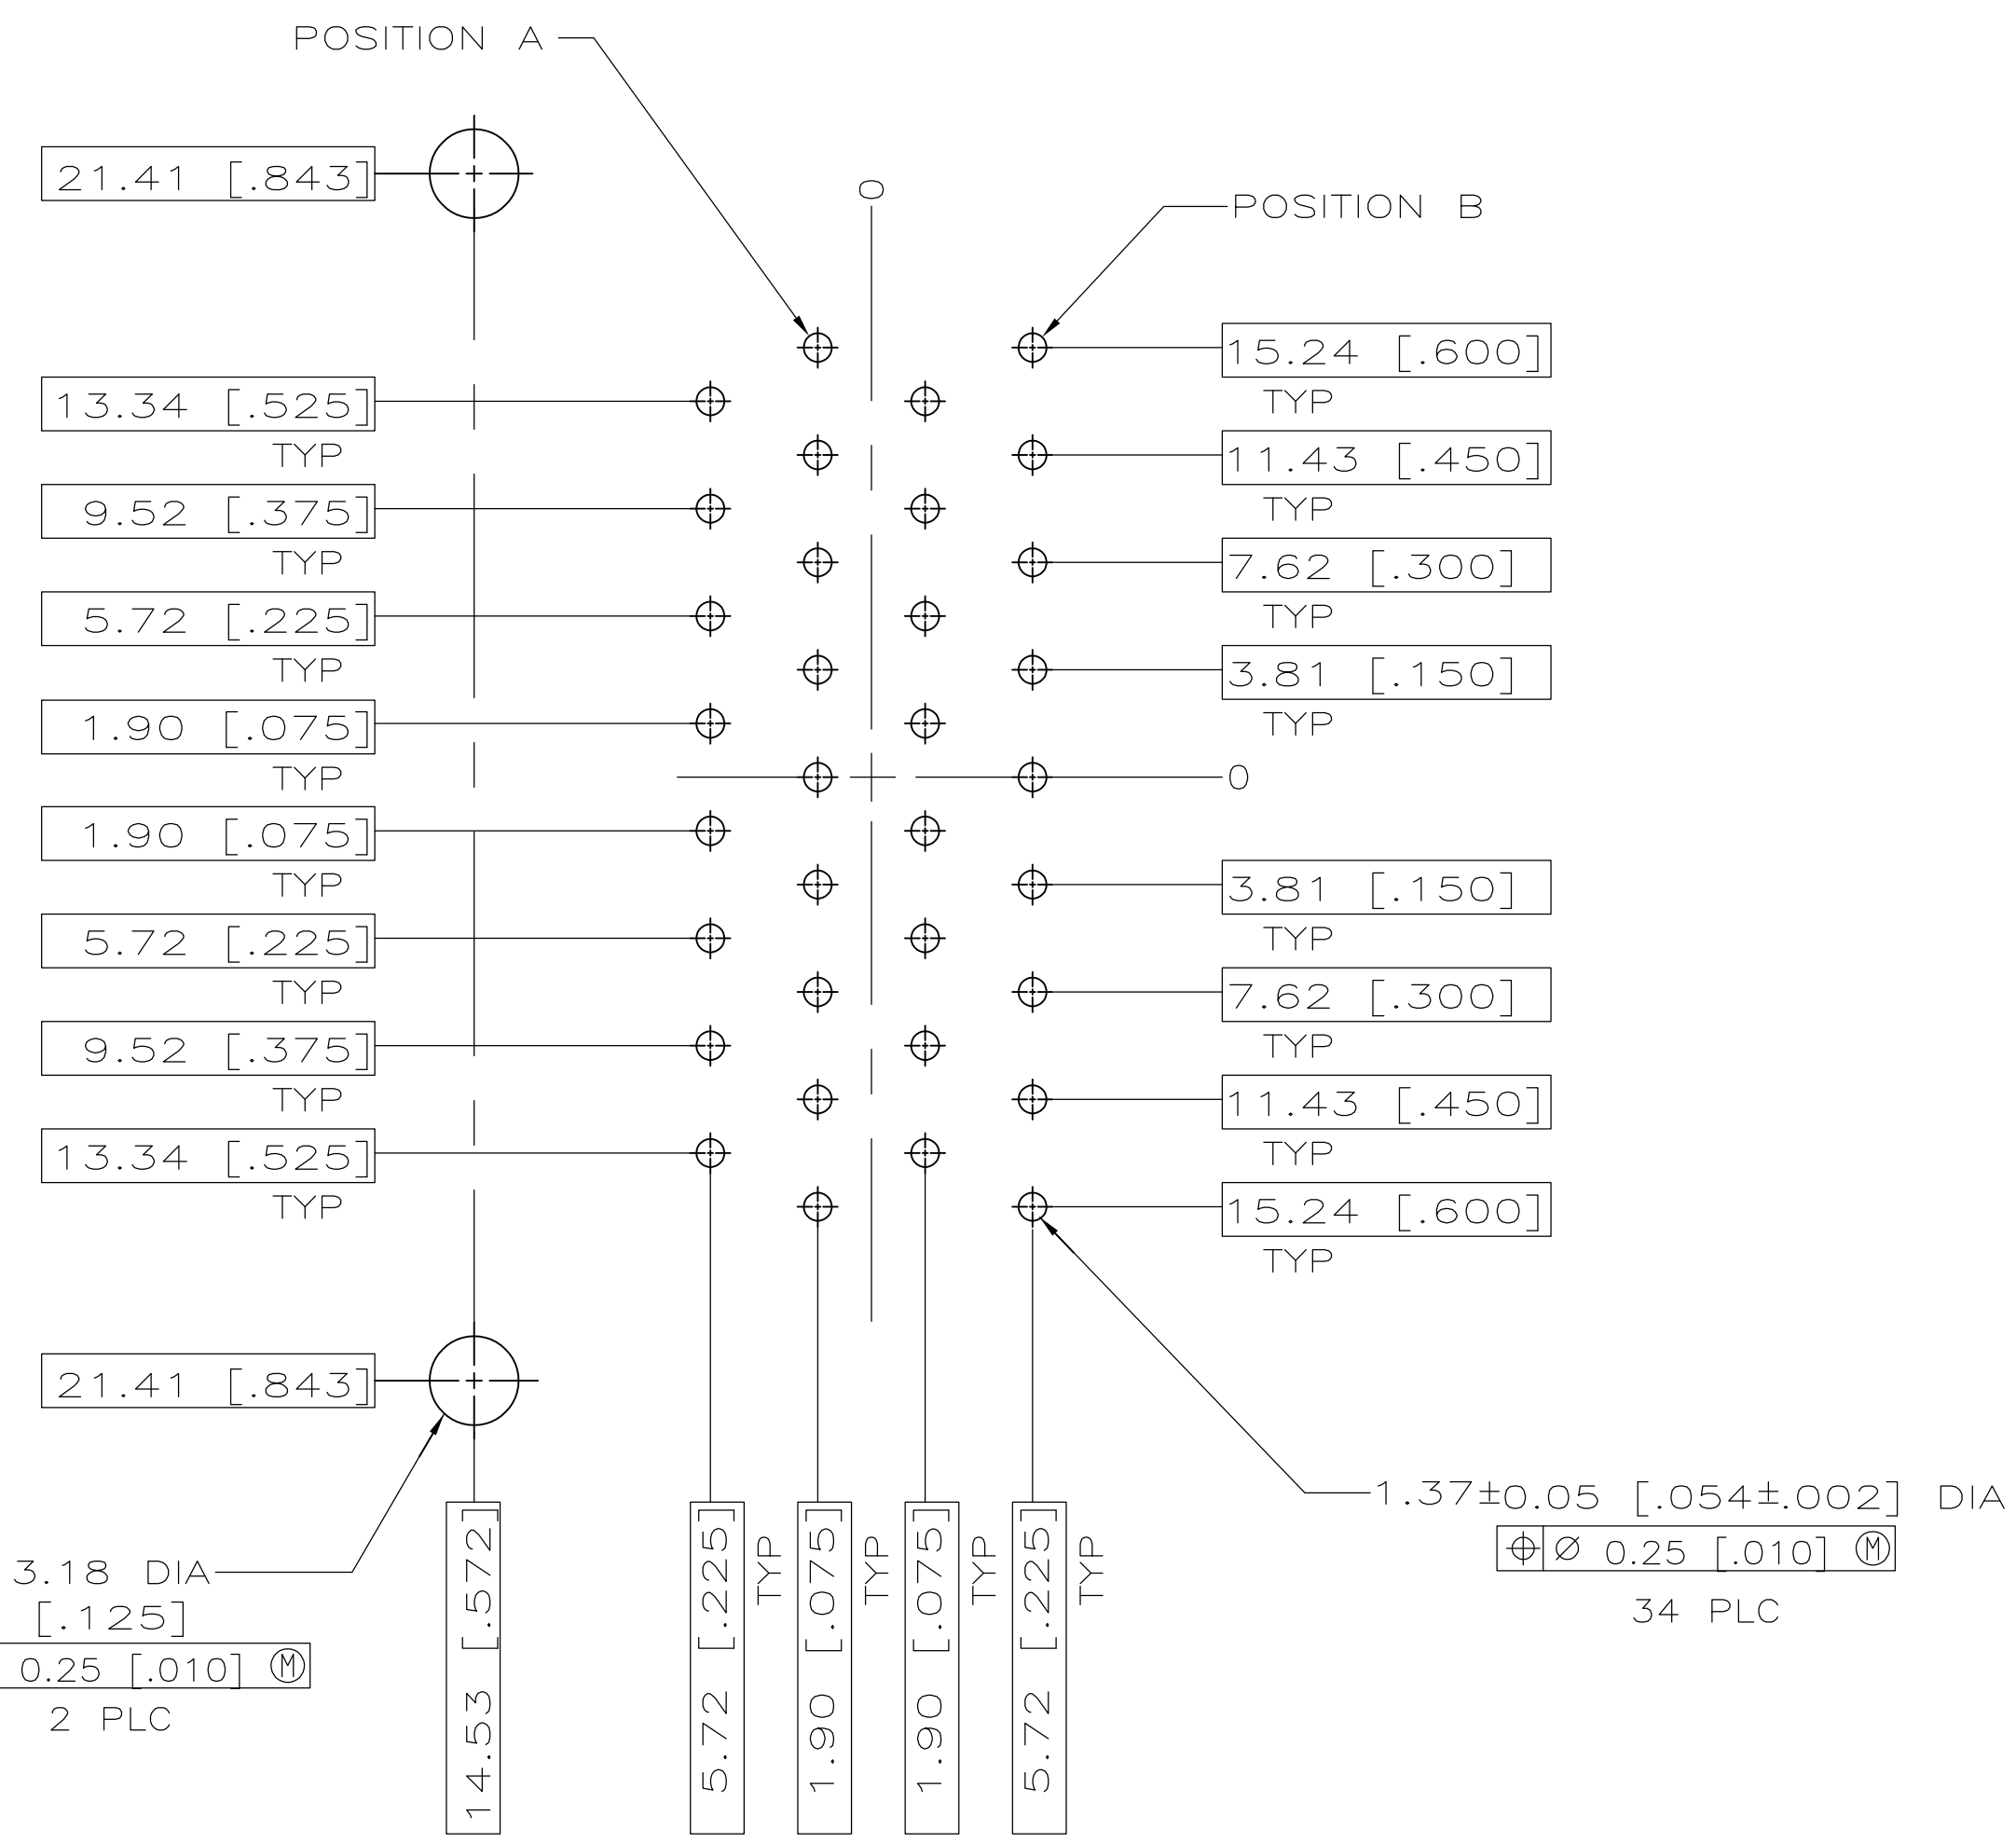 POSITION A
21.41 [.843]
0
POSITION B
15.24 [.600]
TYP
13.34 [.525]
TYP
11.43 [.450]
TYP
9.52 [.375]
TYP
7.62 [.300]
TYP
5.72 [.225]
TYP
3.81 [.150]
TYP
1.90 [.075]
TYP
0
1.90 [.075]
TYP
3.81 [.150]
TYP
5.72 [.225]
TYP
7.62 [.300]
TYP
9.52 [.375]
TYP
11.43 [.450]
TYP
13.34 [.525]
TYP
15.24 [.600]
TYP
21.41 [.843]
3.18 DIA
[.125]
0.25 [.010] Ⓜ
2 PLC
14.53 [.572]
5.72 [.225]
TYP
1.90 [.075]
TYP
1.90 [.075]
TYP
5.72 [.225]
TYP
1.37±0.05 [.054±.002] DIA
⌖ ⌀ 0.25 [.010] Ⓜ
34 PLC